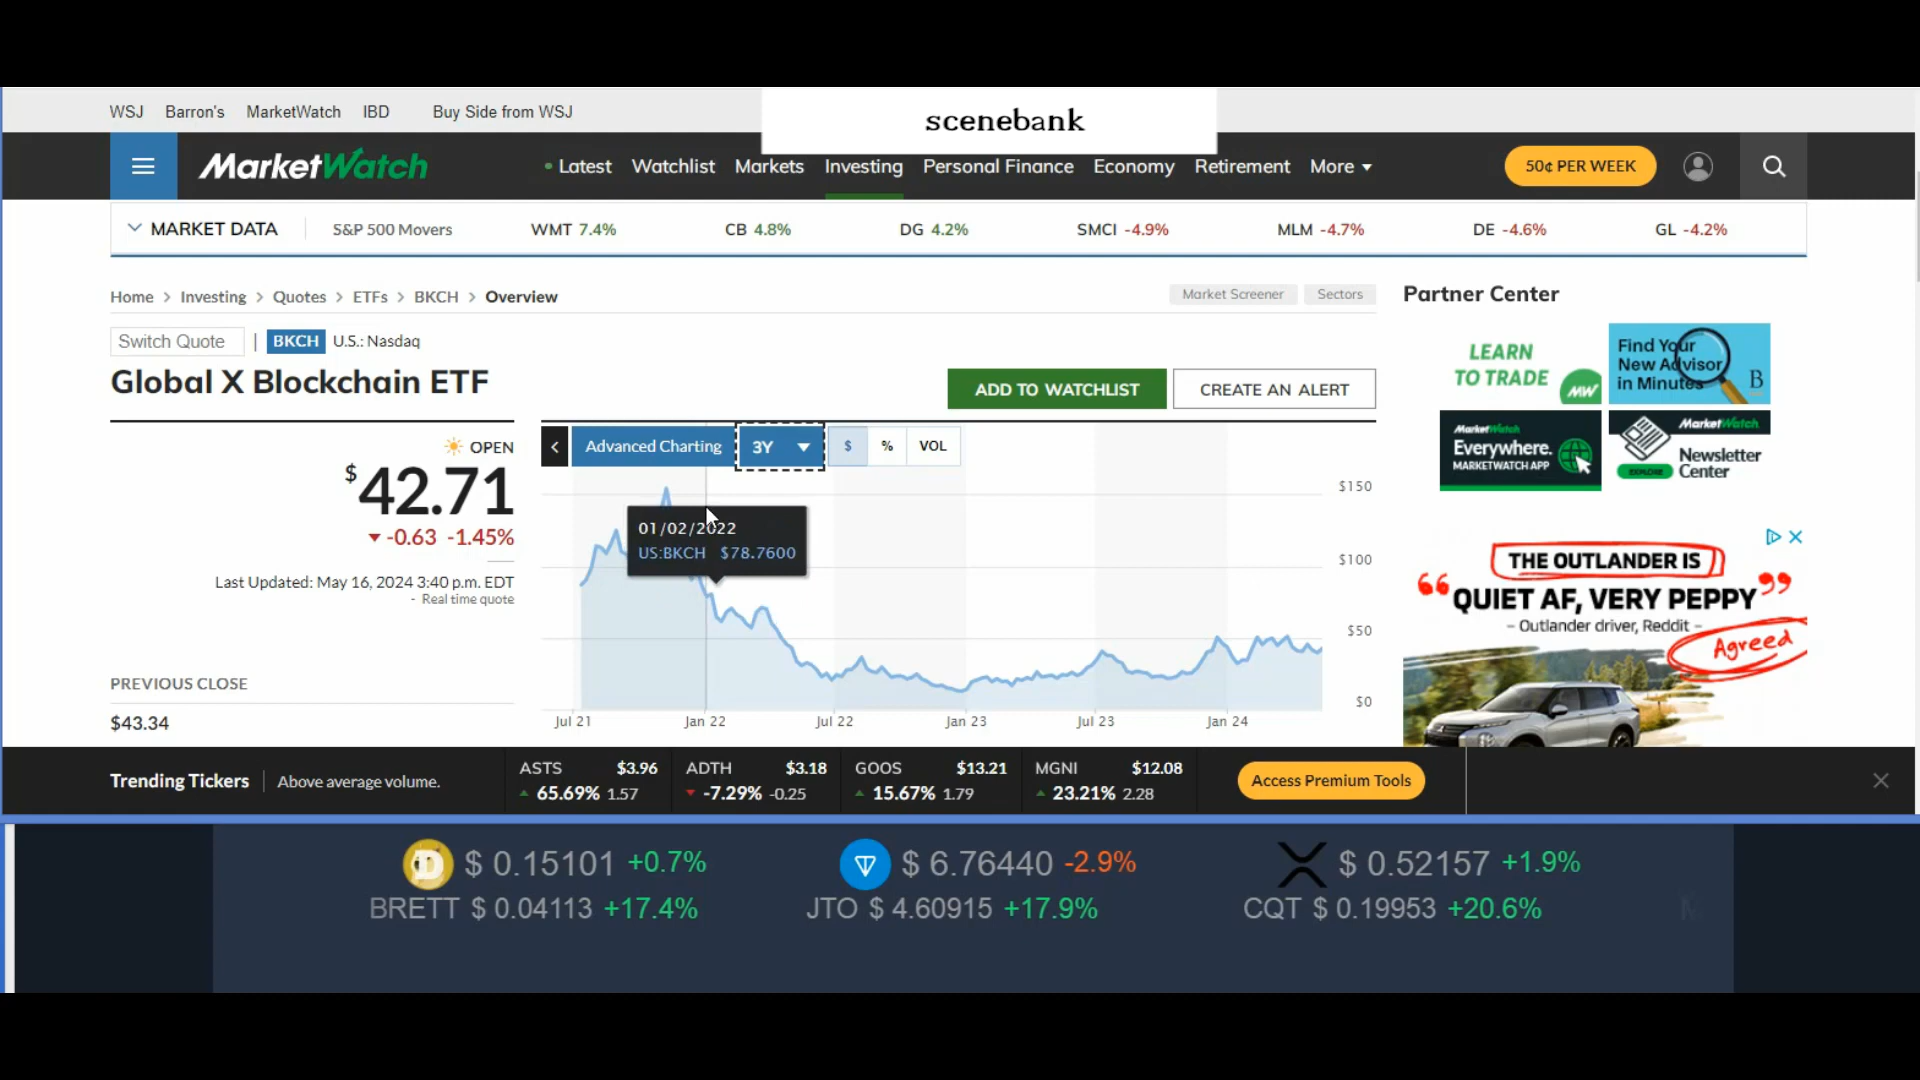 WSJ Barron's MarketWatch IBD Buy Side from WSJ
scenebank
MarketWatch Latest Watchlist Markets Investing Personal Finance Economy Retirement More 50¢ PER WEEK
MARKET DATA S&P 500 Movers WMT 7.4% CB 4.8% DG 4.2% SMCI -4.9% MLM -4.7% DE -4.6% GL -4.2%
Home > Investing > Quotes > ETFs > BKCH > Overview
Market Screener Sectors
Switch Quote | BKCH U.S.: Nasdaq
Global X Blockchain ETF
ADD TO WATCHLIST CREATE AN ALERT
OPEN
$42.71
-0.63 -1.45%
Last Updated: May 16, 2024 3:40 p.m. EDT
- Real time quote
PREVIOUS CLOSE
$43.34
Advanced Charting 3Y $ % VOL
01/02/2022
US:BKCH $78.7600
$150
$100
$50
$0
Jul 21 Jan 22 Jul 22 Jan 23 Jul 23 Jan 24
Partner Center
LEARN
TO TRADE
MW
Find Your
New Advisor
in Minutes
B
MarketWatch
Everywhere.
MARKETWATCH APP
MarketWatch
Newsletter
Center
EXPLORE
THE OUTLANDER IS
“QUIET AF, VERY PEPPY”
– Outlander driver, Reddit –
Agreed
Trending Tickers Above average volume.
ASTS $3.96
65.69% 1.57
ADTH $3.18
-7.29% -0.25
GOOS $13.21
15.67% 1.79
MGNI $12.08
23.21% 2.28
Access Premium Tools
$ 0.15101 +0.7% $ 6.76440 -2.9% $ 0.52157 +1.9%
BRETT $ 0.04113 +17.4% JTO $ 4.60915 +17.9% CQT $ 0.19953 +20.6%